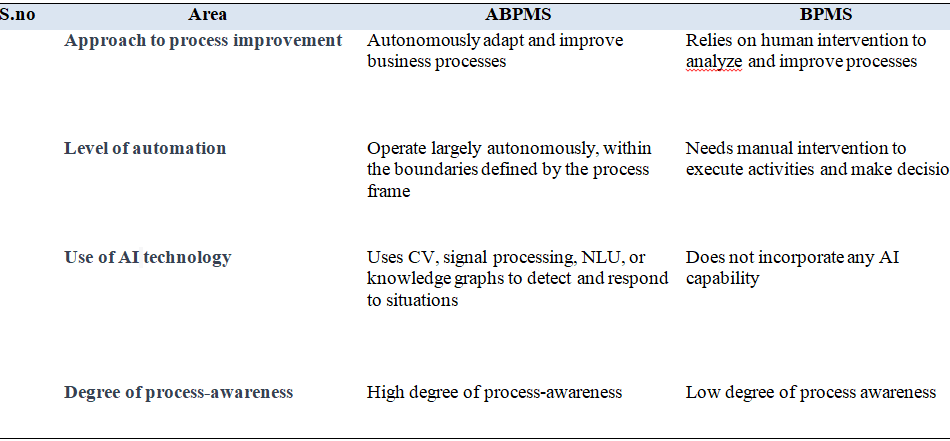 S.no Area ABPMS BPMS
Approach to process improvement Autonomously adapt and improve Relies on human intervention to
business processes analyze and improve processes
Level of automation Operate largely autonomously, within Needs manual intervention to
the boundaries defined by the process execute activities and make decisio
frame
Use of AI technology Uses CV, signal processing, NLU, or Does not incorporate any AI
knowledge graphs to detect and respond capability
to situations
Degree of process-awareness High degree of process-awareness Low degree of process awareness